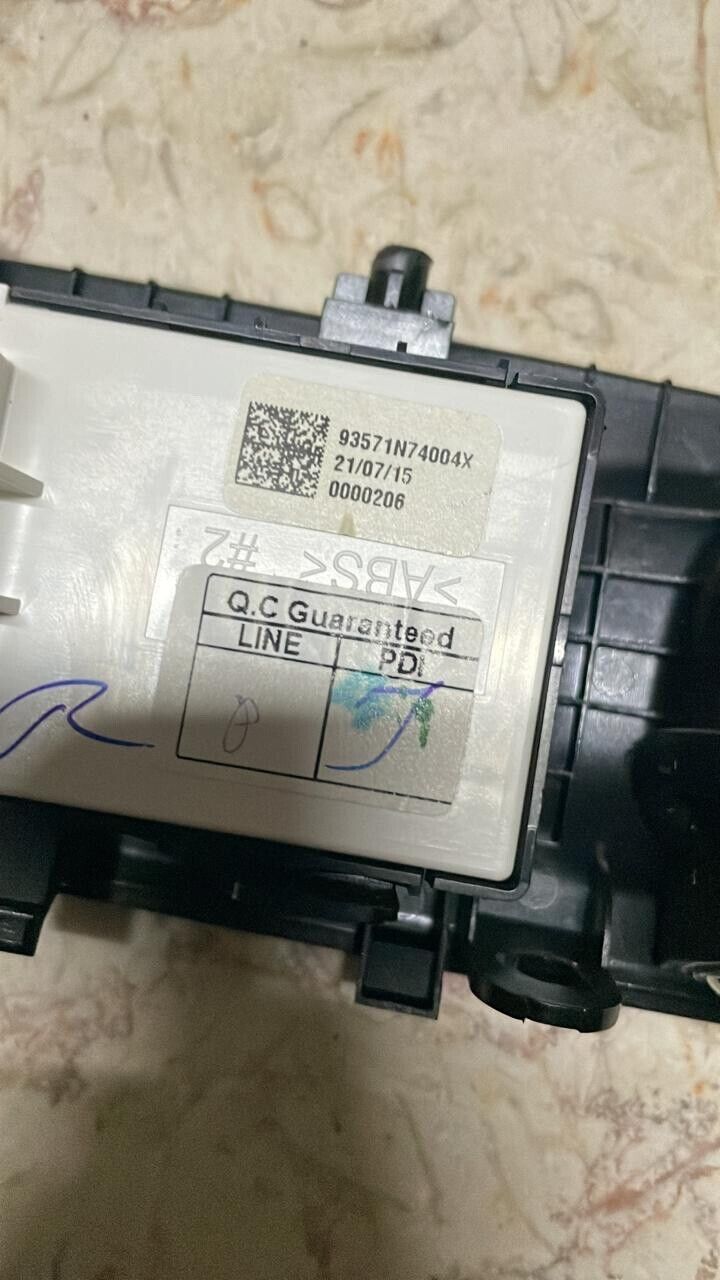 93571N74004X
21/07/15
0000206
>ABS<
#2
Q.C Guaranteed
LINE
PDI